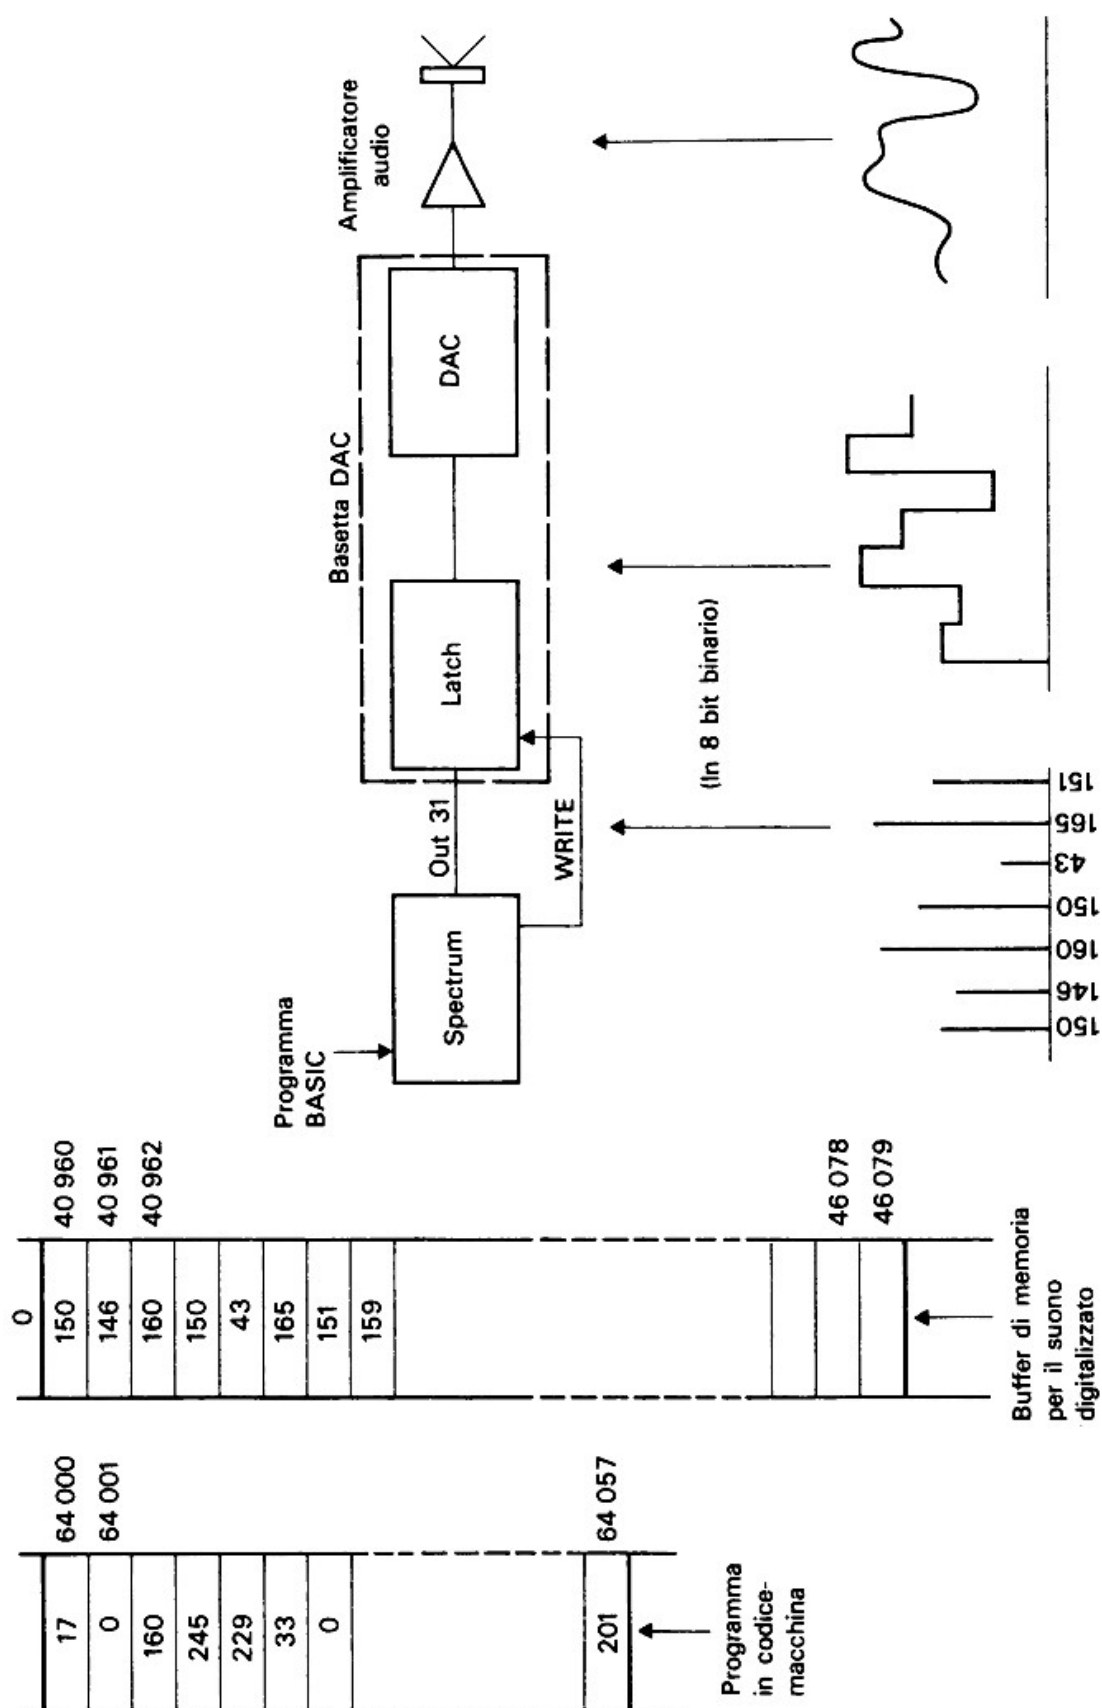 17
0
160
245
229
33
0
201
64 000
64 001
64 057
Programma
in codice-
macchina
0
150
146
160
150
43
165
151
159
40 960
40 961
40 962
46 078
46 079
Buffer di memoria
per il suono
digitalizzato
Programma
BASIC
Spectrum
Out 31
WRITE
Basetta DAC
Latch
DAC
Amplificatore
audio
(In 8 bit binario)
150
146
160
150
43
165
151